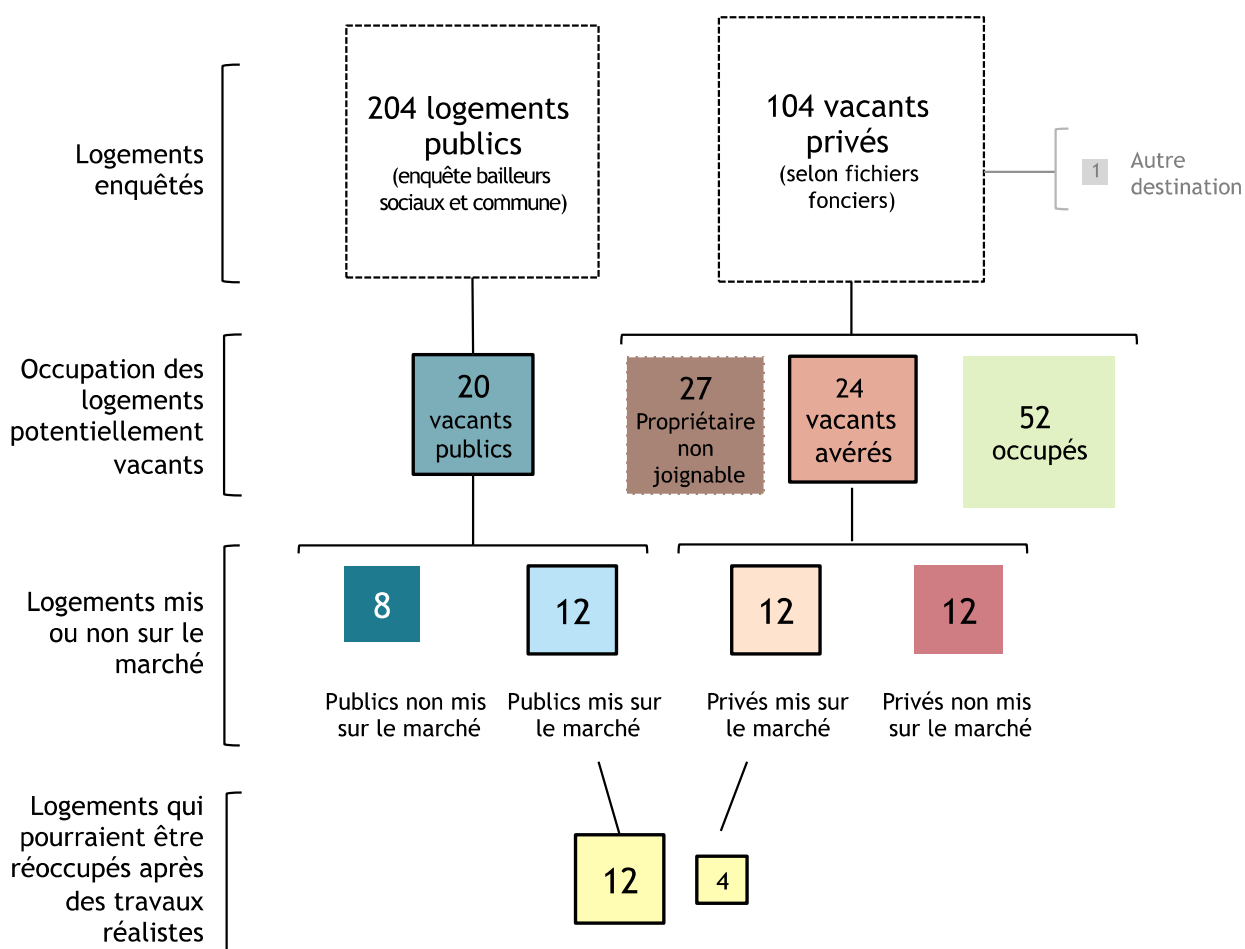 Logements
enquêtés
204 logements
publics
(enquête bailleurs
sociaux et commune)
104 vacants
privés
(selon fichiers
fonciers)
1
Autre
destination
Occupation des
logements
potentiellement
vacants
20
vacants
publics
27
Propriétaire
non
joignable
24
vacants
avérés
52
occupés
Logements mis
ou non sur le
marché
8
12
12
12
Publics non mis
sur le marché
Publics mis sur
le marché
Privés mis sur
le marché
Privés non mis
sur le marché
Logements qui
pourraient être
réoccupés après
des travaux
réalistes
12
4